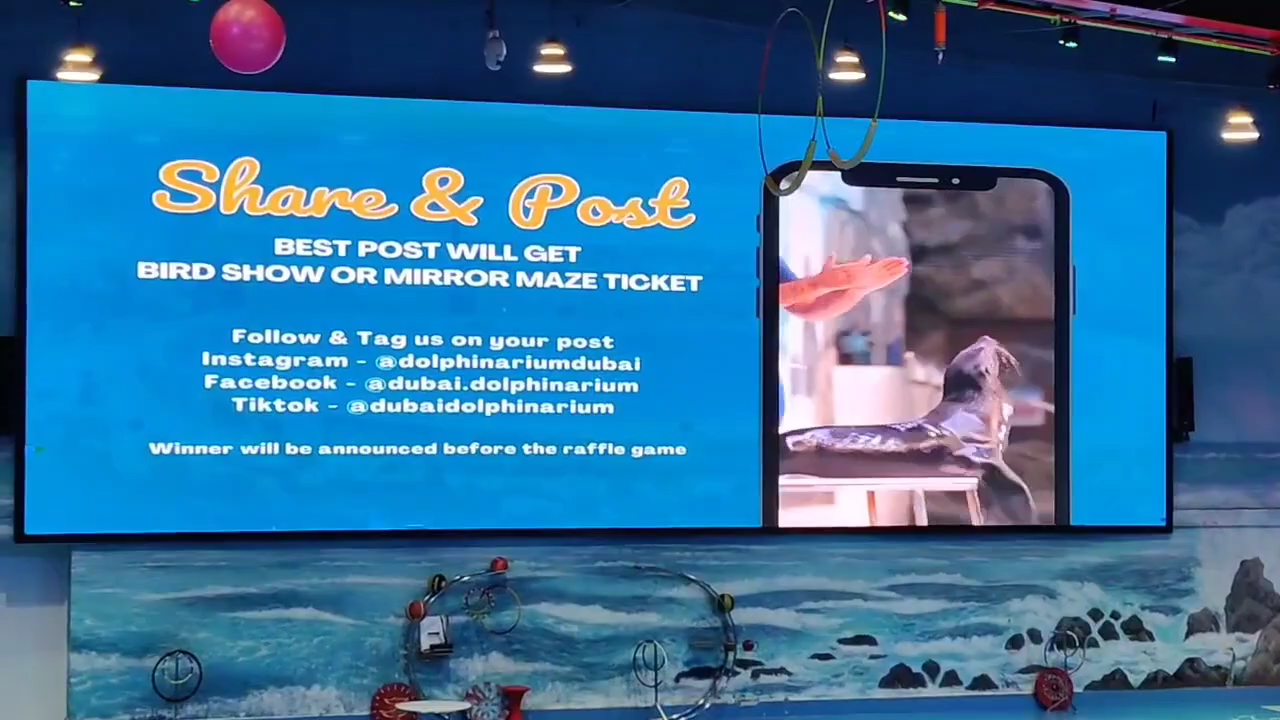 Share & Post
BEST POST WILL GET
BIRD SHOW OR MIRROR MAZE TICKET
Follow & Tag us on your post
Instagram - @dolphinariumdubai
Facebook - @dubai.dolphinarium
Tiktok - @dubaidolphinarium
Winner will be announced before the raffle game